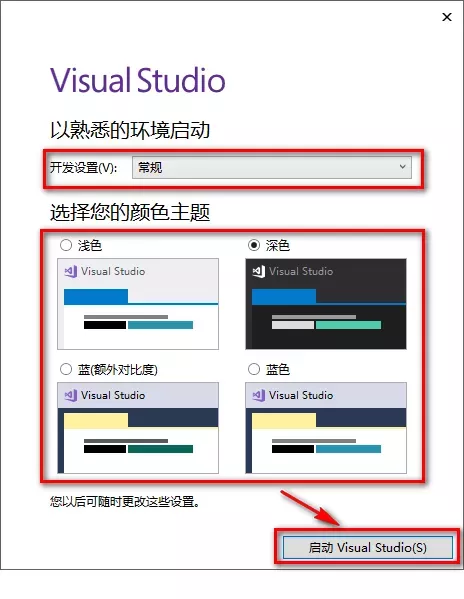 Visual Studio
以熟悉的环境启动
开发设置(V): 常规
选择您的颜色主题
浅色 深色
Visual Studio Visual Studio
蓝(额外对比度) 蓝色
Visual Studio Visual Studio
您以后可随时更改这些设置。
启动 Visual Studio(S)